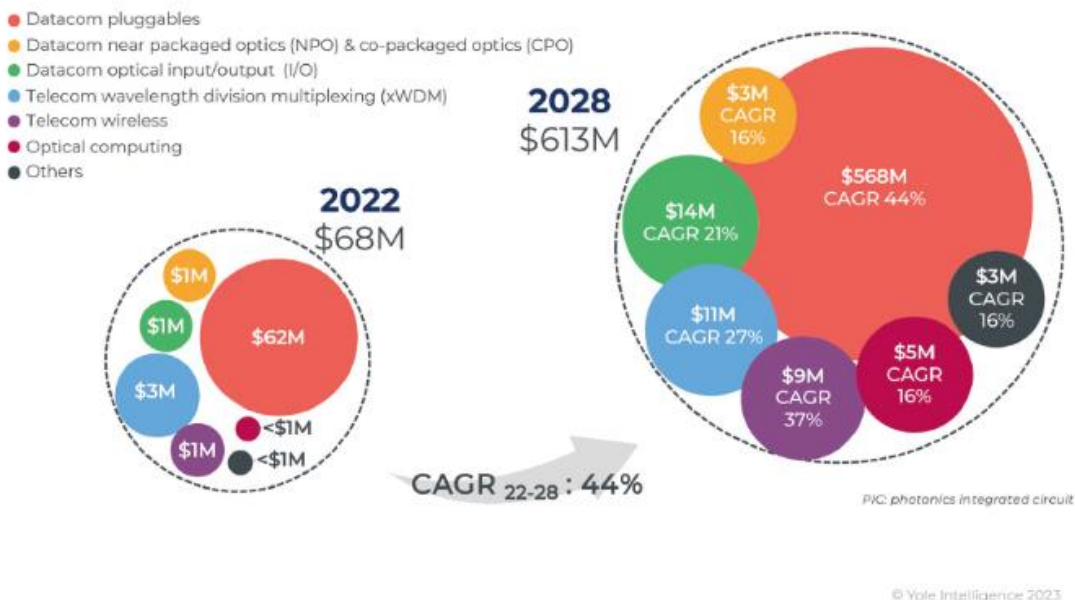 Datacom pluggables
Datacom near packaged optics (NPO) & co-packaged optics (CPO)
Datacom optical input/output (I/O)
Telecom wavelength division multiplexing (xWDM)
Telecom wireless
Optical computing
Others
2022
$68M
$1M
$1M
$62M
$3M
$1M
<$1M
<$1M
2028
$613M
$3M
CAGR
16%
$568M
CAGR 44%
$14M
CAGR 21%
$11M
CAGR 27%
$9M
CAGR
37%
$5M
CAGR
16%
$3M
CAGR
16%
CAGR 22-28 : 44%
PIC: photonics integrated circuit
© Yole Intelligence 2023